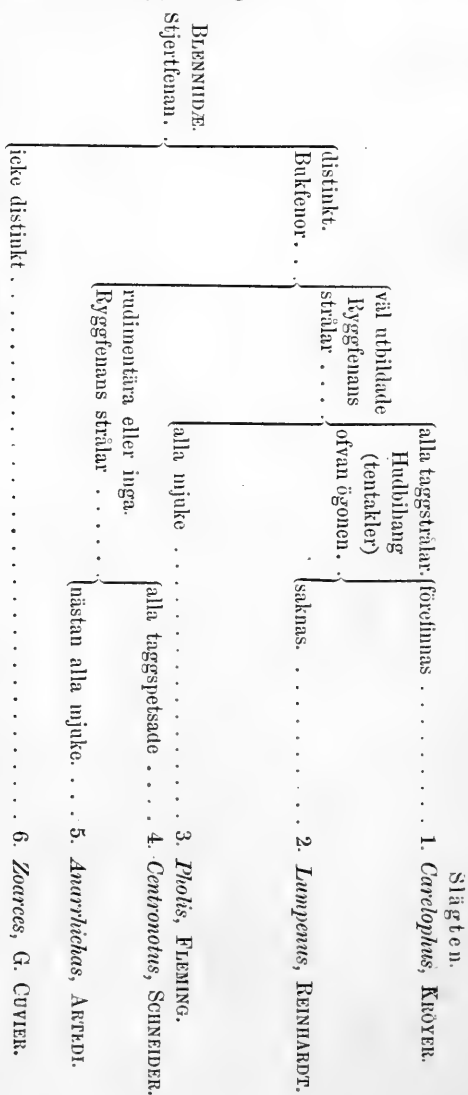 Slägten.
alla taggstrålar. förefinnas . . . . . . . . . 1. Carelophus, KRÖYER.
väl utbildade Hudbihang
Ryggfenans (tentakler)
strålar . . . . ofvan ögonen. .
distinkt. saknas. . . . . . . . . . . 2. Lumpenus, REINHARDT.
Bukfenor. . .
BLENNIIDÆ. alla mjuke . . . . . . . . . . . . . . . . 3. Pholis, FLEMING.
Stjertfenan. .
rudimentära eller inga. alla taggspetsade . . . . 4. Centronotus, SCHNEIDER.
Ryggfenans strålar . . . . . .
nästan alla mjuke. . . . 5. Anarrhichas, ARTEDI.
icke distinkt . . . . . . . . . . . . . . . . . . . . . . . . . . . 6. Zoarces, G. CUVIER.